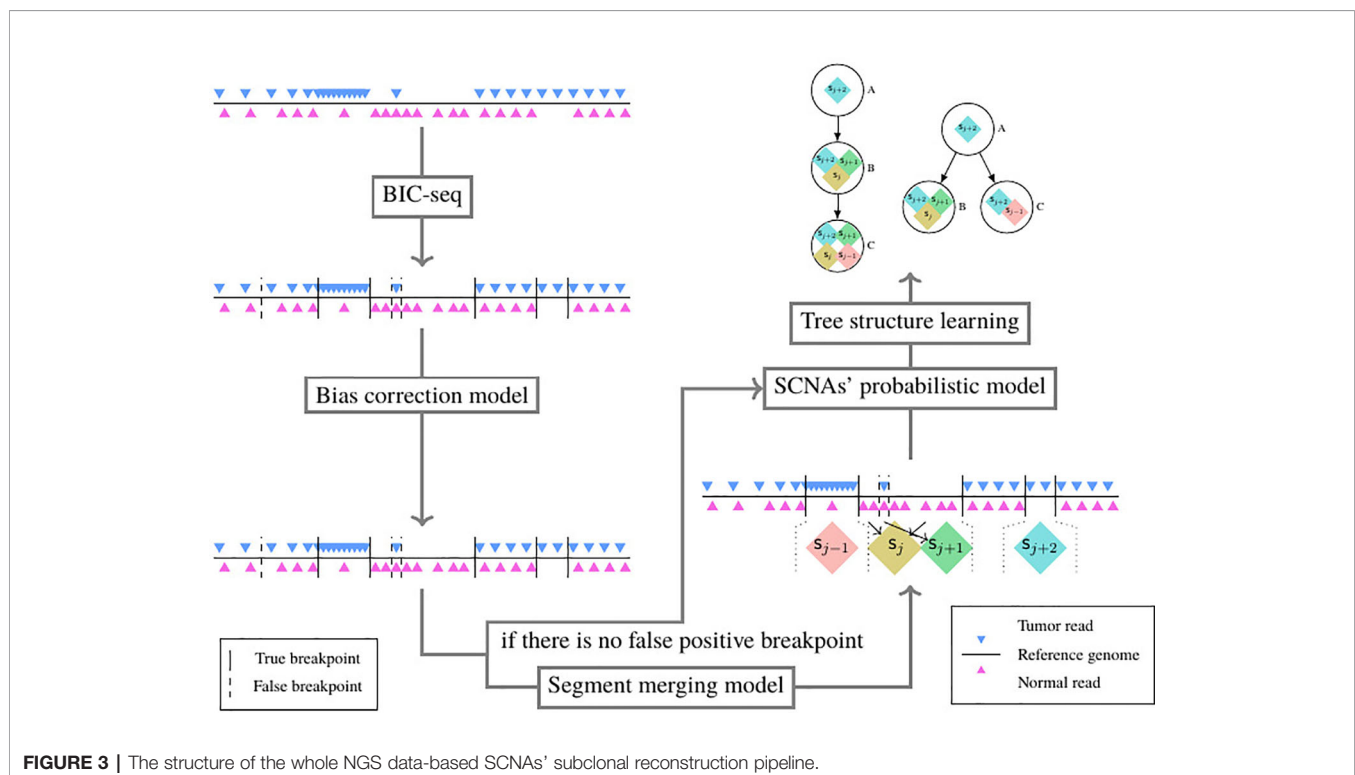 BIC-seq
Bias correction model
True breakpoint
False breakpoint
if there is no false positive breakpoint
Segment merging model
s_{j+2} A
s_{j+2} s_{j+1} B
s_j
s_{j+2} s_{j+1} C
s_j s_{j-1}
s_{j+2} A
s_{j+2} s_{j+1} B
s_j
s_{j+2} C
s_{j-1}
Tree structure learning
SCNAs' probabilistic model
s_{j-1} s_j s_{j+1} s_{j+2}
Tumor read
Reference genome
Normal read
FIGURE 3 | The structure of the whole NGS data-based SCNAs' subclonal reconstruction pipeline.